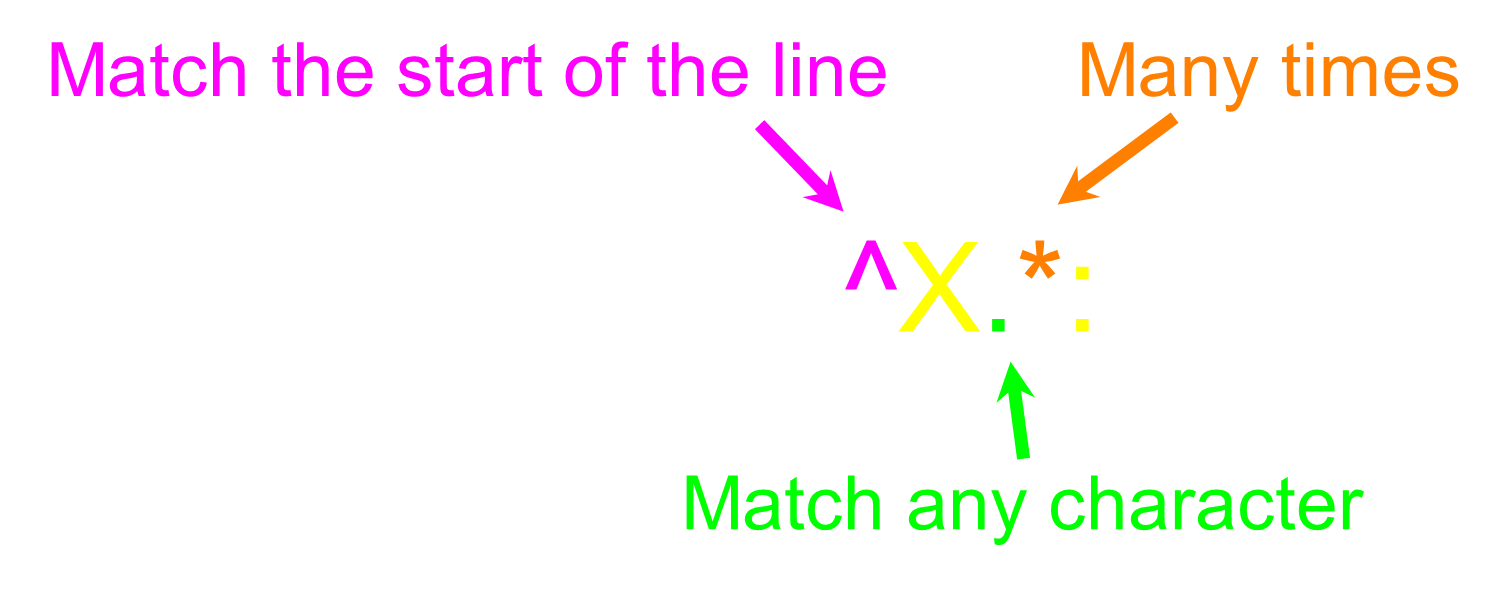 Match the start of the line
Many times
^X.*:
Match any character